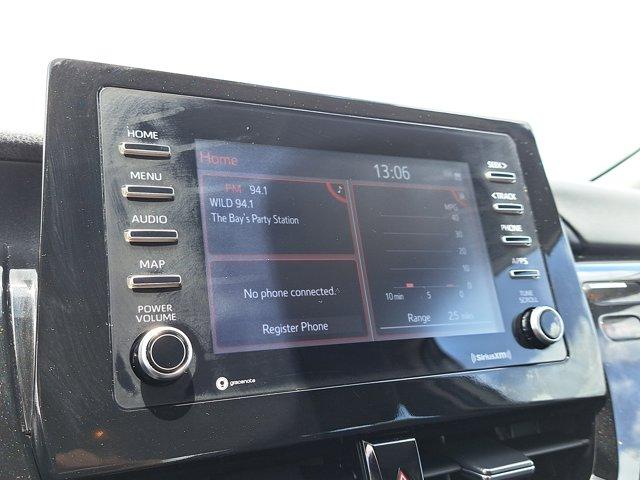 HOME
MENU
AUDIO
MAP
POWER
VOLUME
Home
13:06
FM 94.1
WILD 94.1
The Bay's Party Station
No phone connected.
Register Phone
MPG
40
30
20
10
0
10 min 5 0
Range 25 miles
SEEK>
<TRACK
PHONE
APPS
TUNE
SCROLL
gracenote
SiriusXM